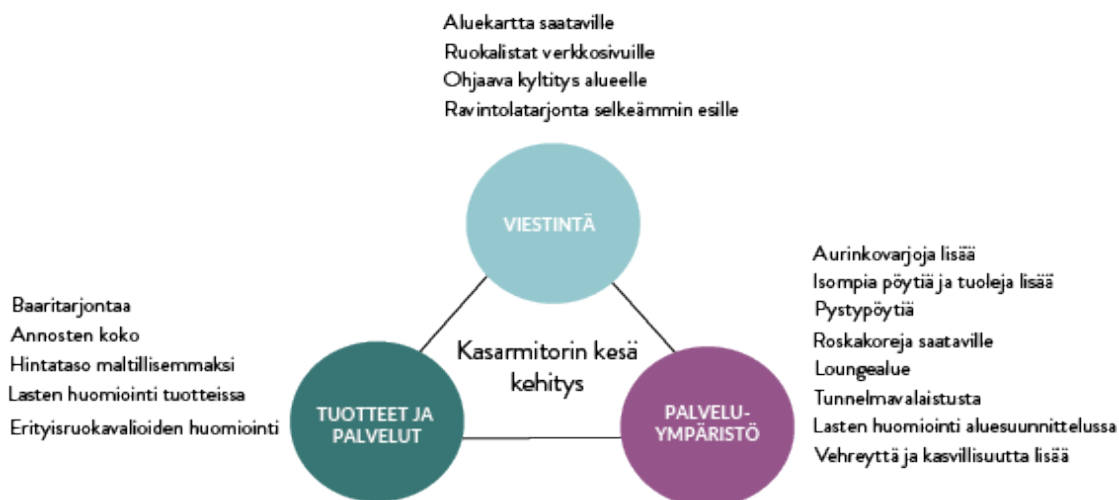 Aluekartta saataville
Ruokalistat verkkosivuille
Ohjaava kyltitys alueelle
Ravintolatarjonta selkeämmin esille
VIESTINTÄ
Baaritarjontaa
Annosten koko
Hintataso maltillisemmaksi
Lasten huomiointi tuotteissa
Erityisruokavalioiden huomiointi
TUOTTEET JA
PALVELUT
Kasarmitorin kesä
kehitys
PALVELU-
YMPÄRISTÖ
Aurinkovarjoja lisää
Isompia pöytiä ja tuoleja lisää
Pystypöytiä
Roskakoreja saataville
Loungealue
Tunnelmavalaistusta
Lasten huomiointi aluesuunnittelussa
Vehreyttä ja kasvillisuutta lisää